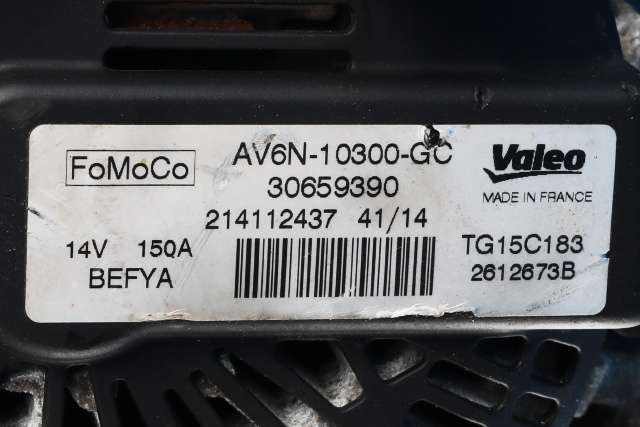 FoMoCo AV6N-10300-GC Valeo
30659390 MADE IN FRANCE
214112437 41/14
14V 150A TG15C183
BEFYA 2612673B